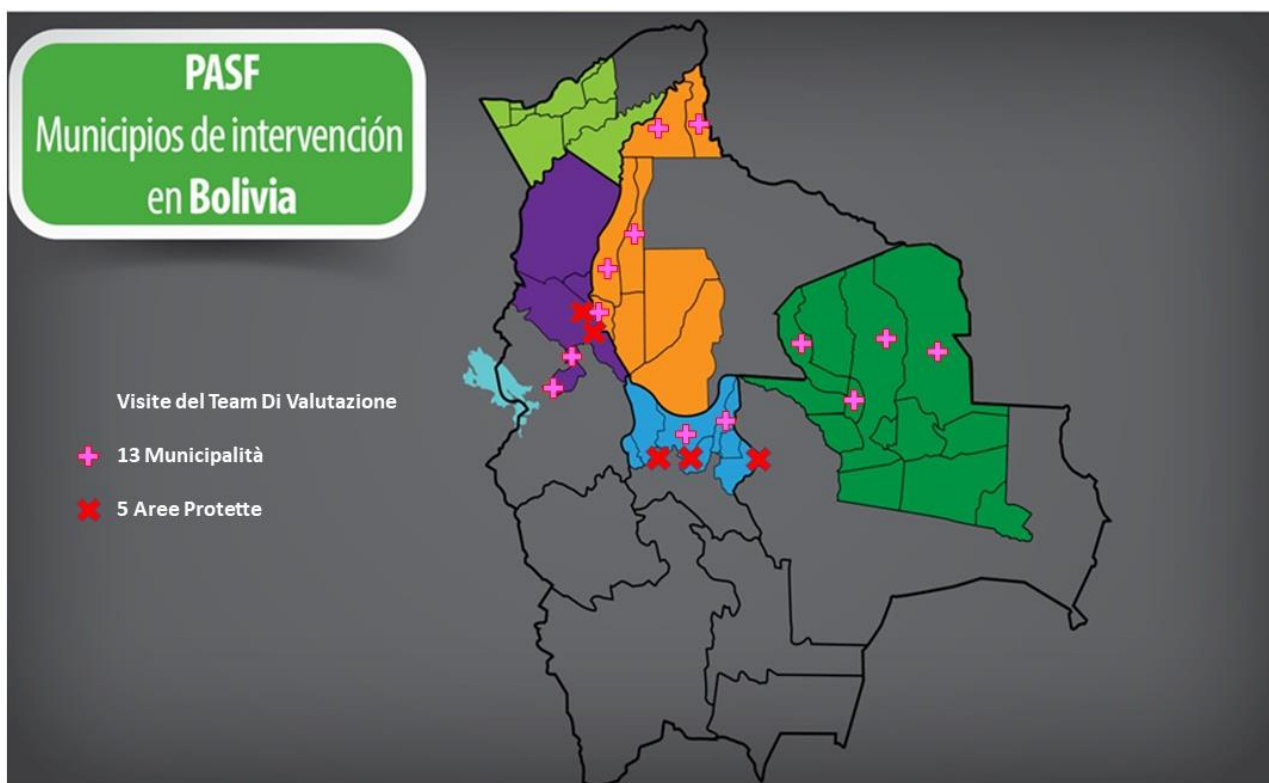 PASF
Municipios de intervención
en Bolivia
Visite del Team Di Valutazione
13 Municipalità
5 Aree Protette